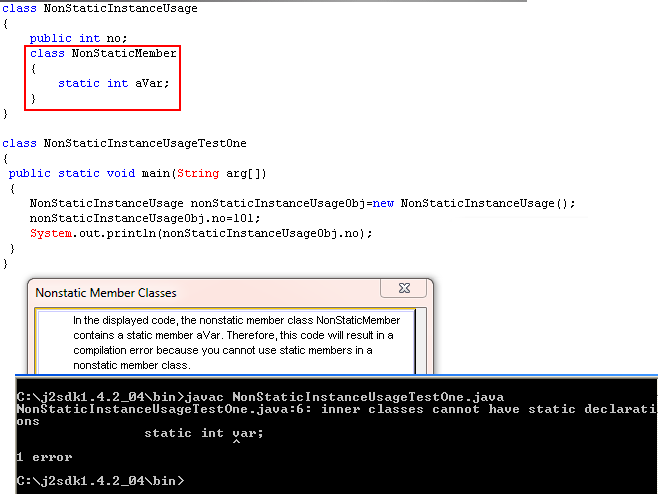 class NonStaticInstanceUsage
{
public int no;
class NonStaticMember
{
static int aVar;
}
}
class NonStaticInstanceUsageTestOne
{
public static void main(String arg[])
{
NonStaticInstanceUsage nonStaticInstanceUsageObj=new NonStaticInstanceUsage();
nonStaticInstanceUsageObj.no=101;
System.out.println(nonStaticInstanceUsageObj.no);
}
}
Nonstatic Member Classes
In the displayed code, the nonstatic member class NonStaticMember
contains a static member aVar. Therefore, this code will result in a
compilation error because you cannot use static members in a
nonstatic member class.
C:\j2sdk1.4.2_04\bin>javac NonStaticInstanceUsageTestOne.java
NonStaticInstanceUsageTestOne.java:6: inner classes cannot have static declarati
ons
static int var;
^
1 error
C:\j2sdk1.4.2_04\bin>